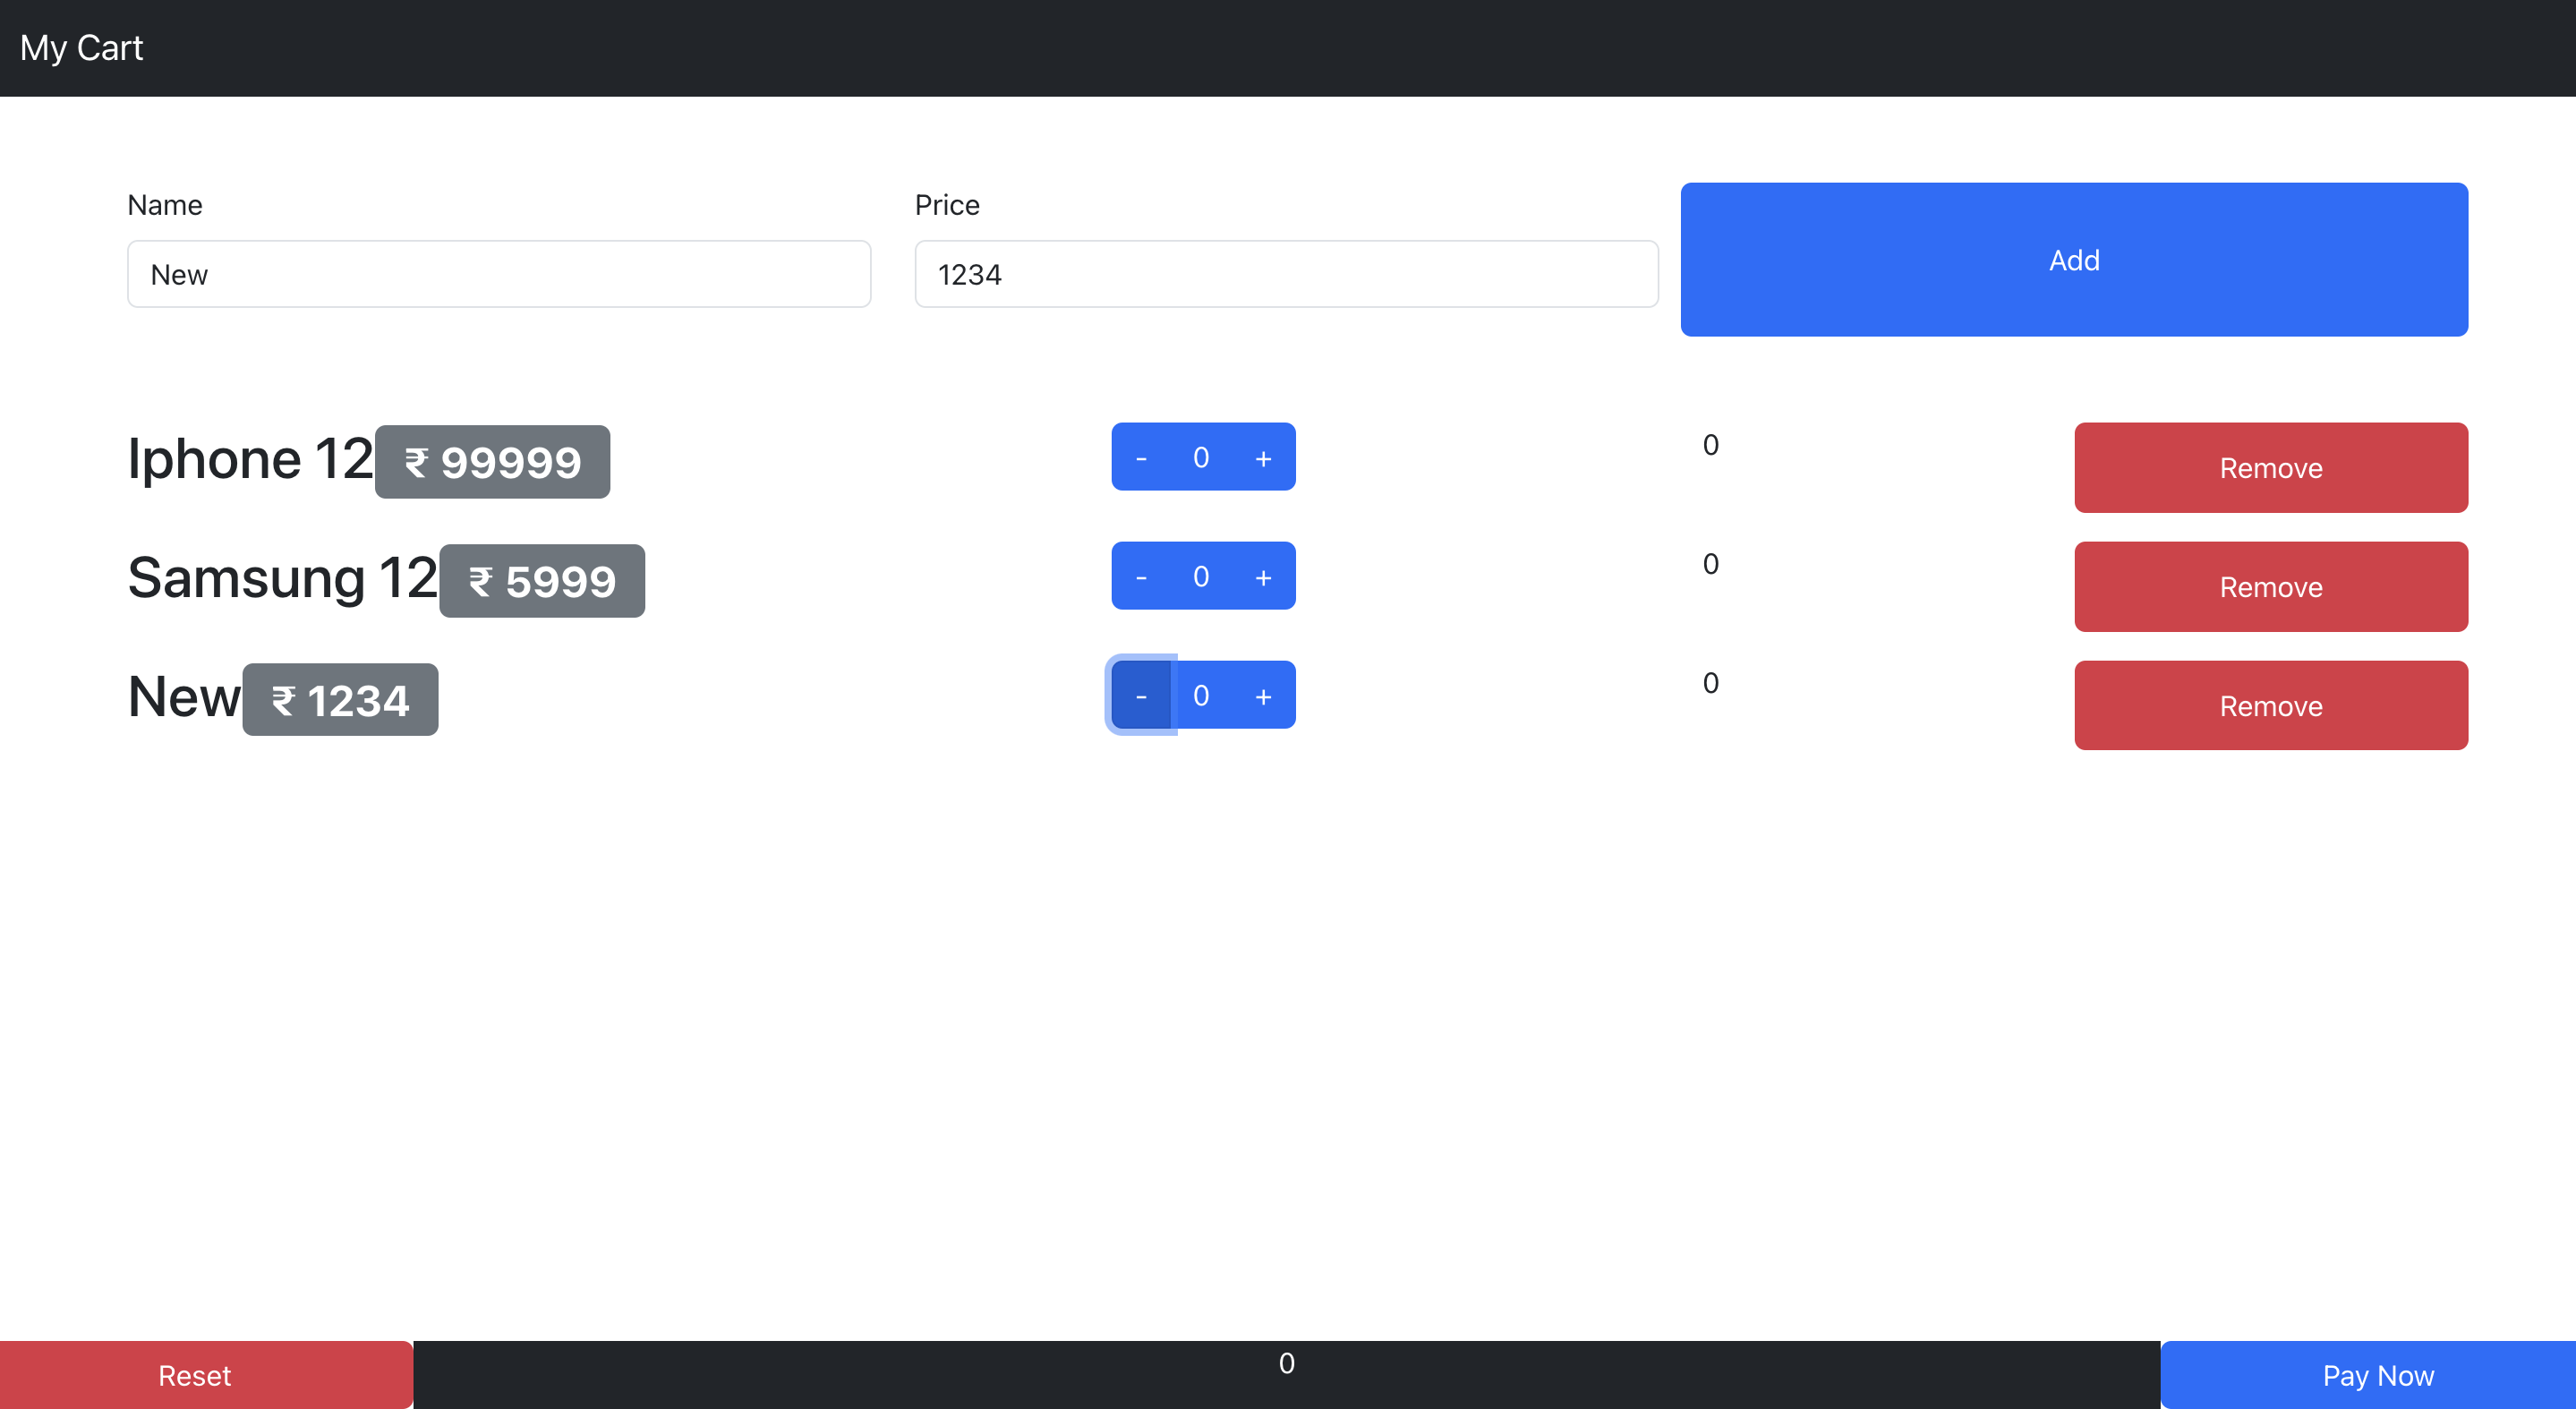 My Cart
Name Price
New 1234 Add
Iphone 12 ₹ 99999 - 0 + 0 Remove
Samsung 12 ₹ 5999 - 0 + 0 Remove
New ₹ 1234 - 0 + 0 Remove
Reset 0 Pay Now